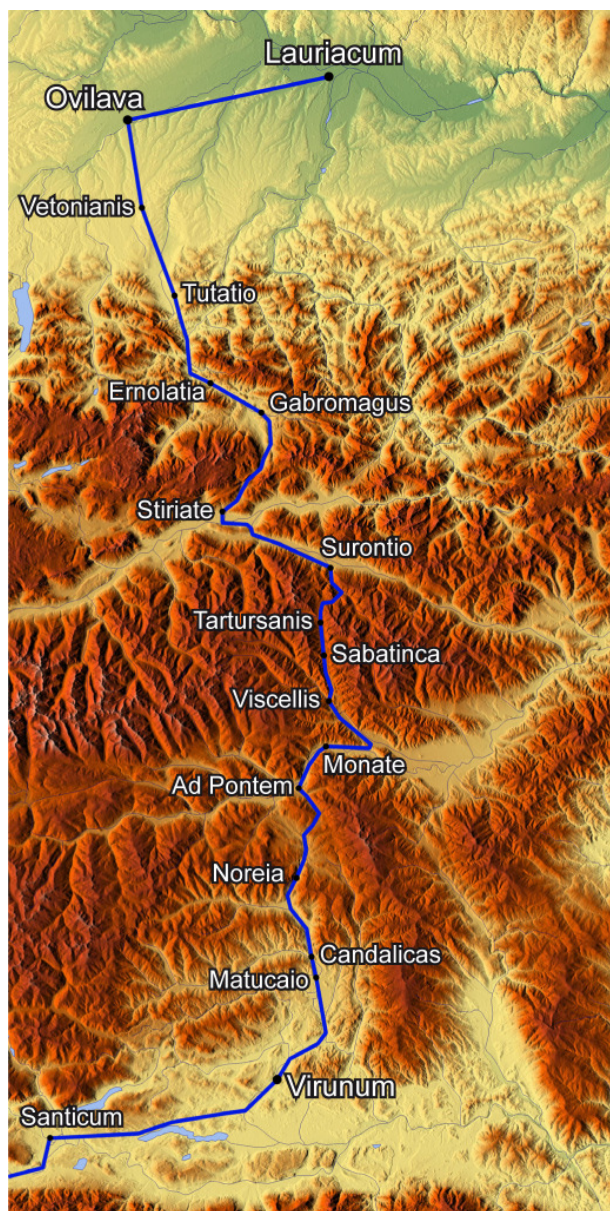 Lauriacum
Ovilava
Vetonianis
Tutatio
Ernolatia
Gabromagus
Stiriate
Surontio
Tartursanis
Sabatinca
Viscellis
Monate
Ad Pontem
Noreia
Candalicas
Matucaio
Virunum
Santicum